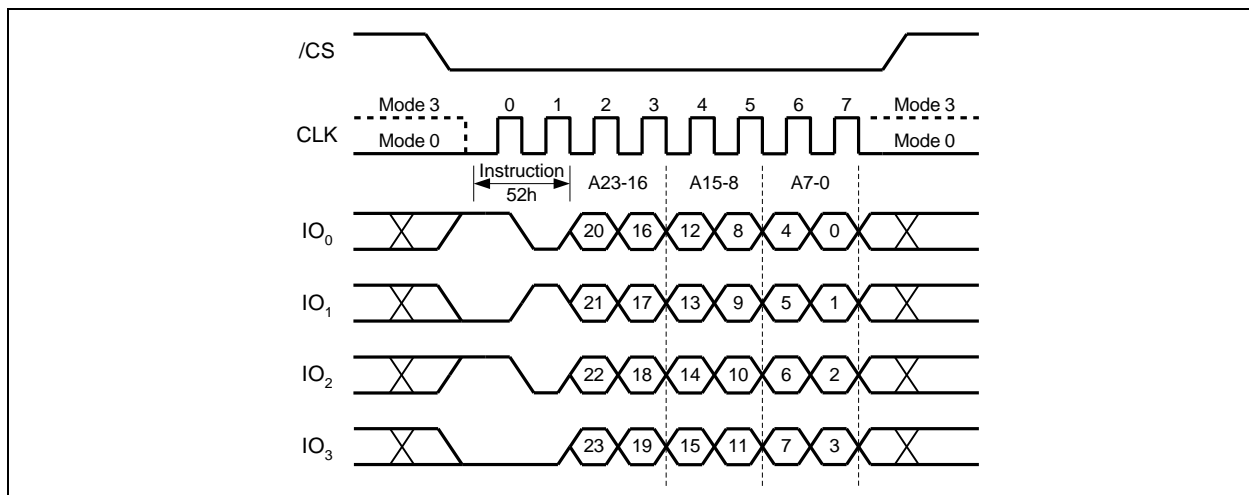 /CS
Mode 3 0 1 2 3 4 5 6 7 Mode 3
CLK
Mode 0 Mode 0
Instruction A23-16 A15-8 A7-0
52h
IO0 20 16 12 8 4 0
IO1 21 17 13 9 5 1
IO2 22 18 14 10 6 2
IO3 23 19 15 11 7 3